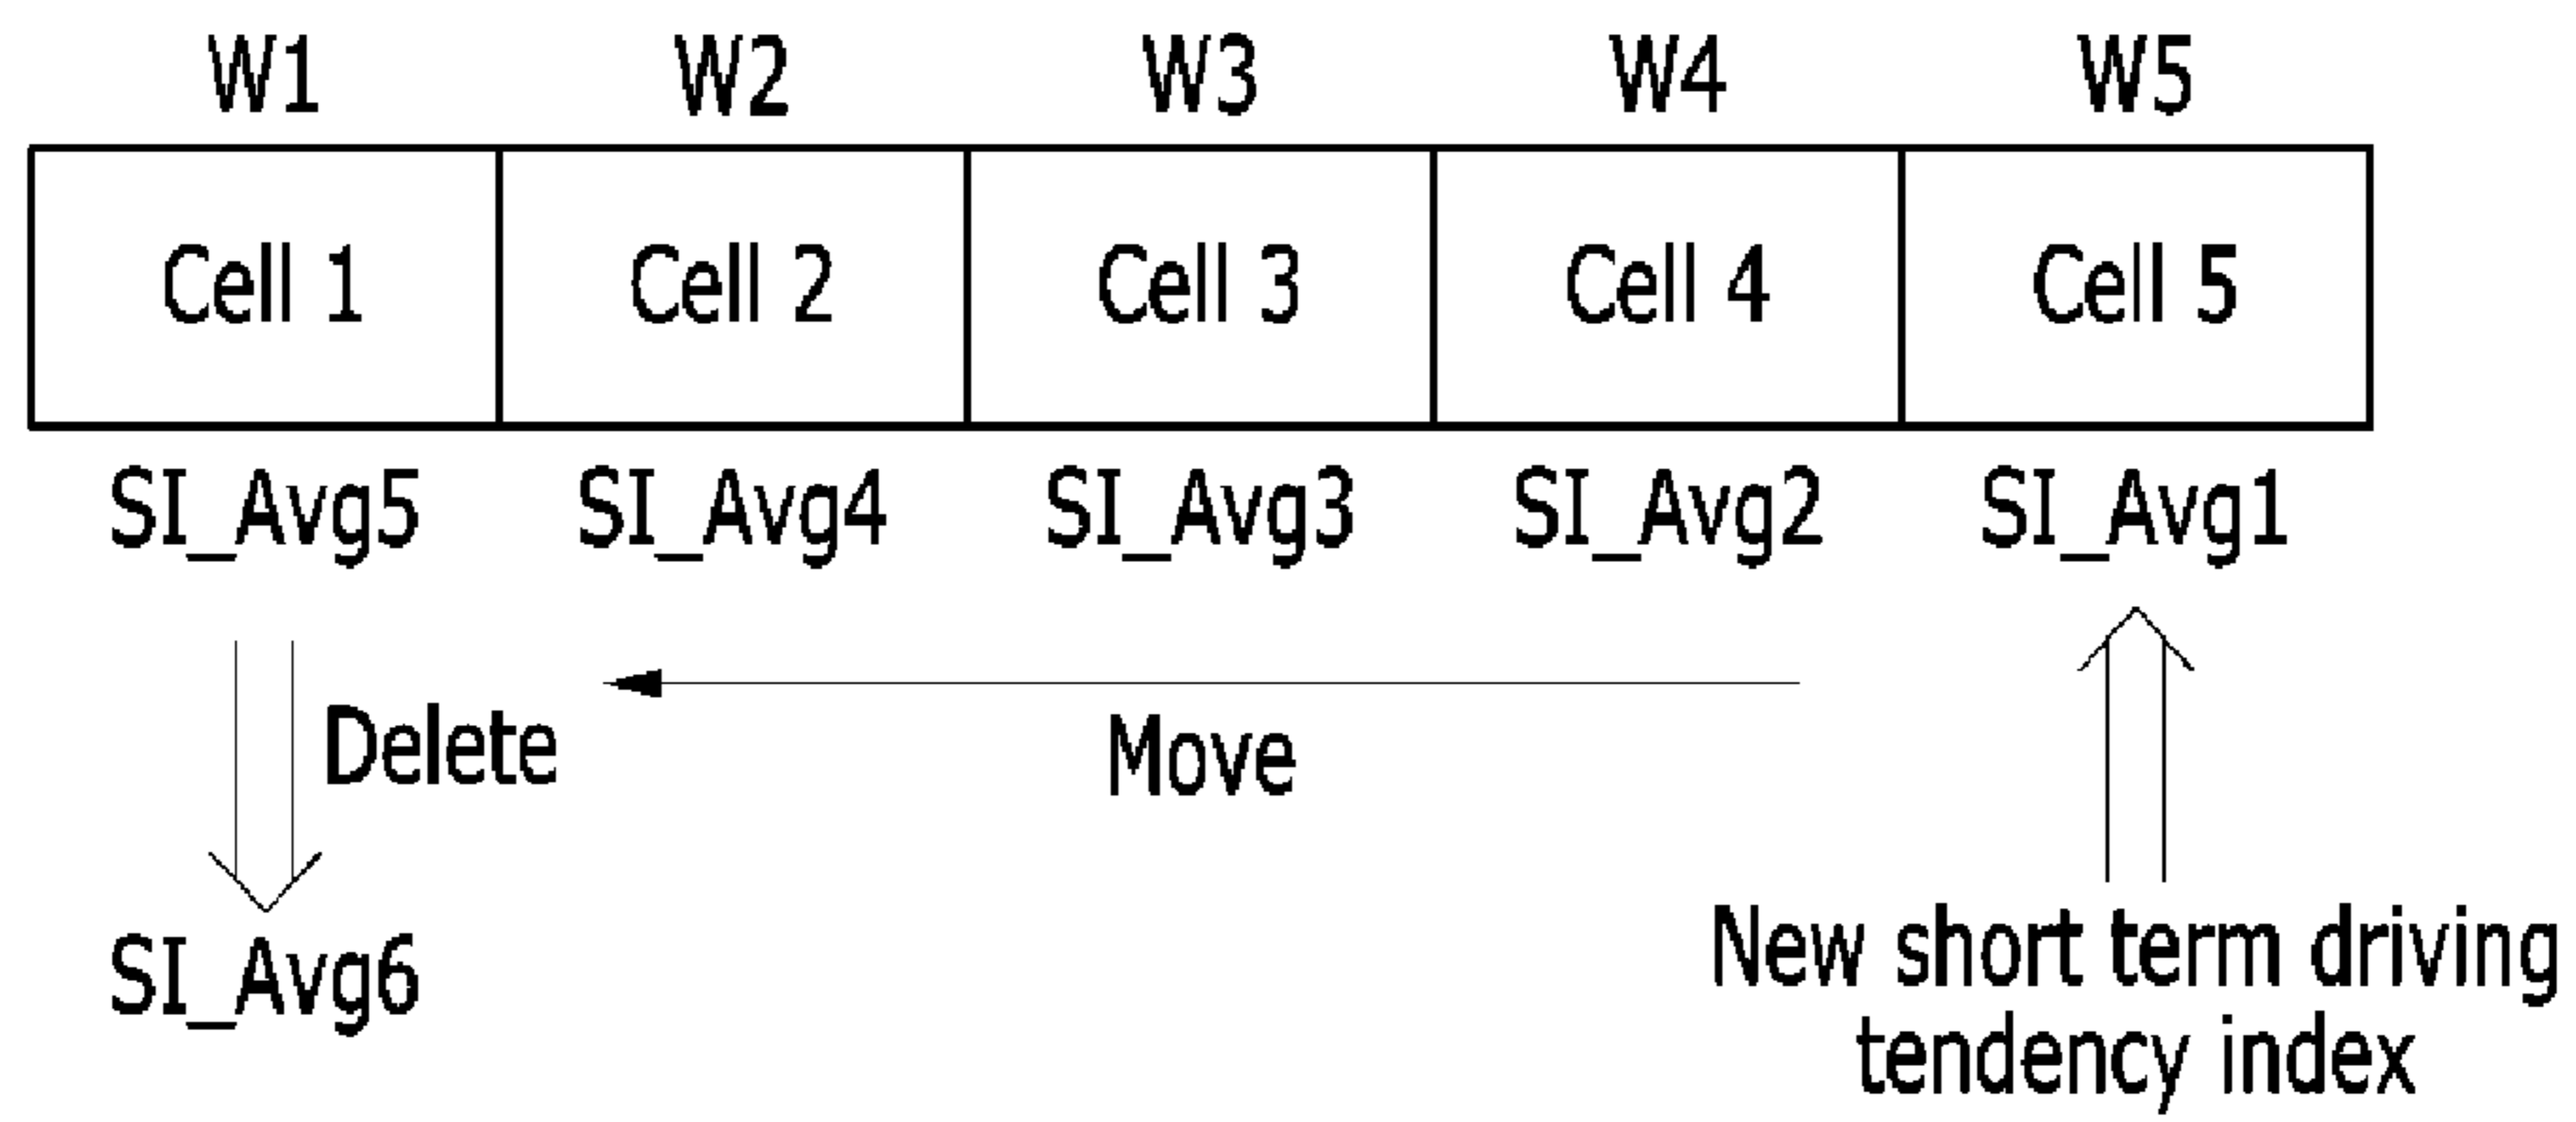 W1 W2 W3 W4 W5
Cell 1 Cell 2 Cell 3 Cell 4 Cell 5
SI_Avg5 SI_Avg4 SI_Avg3 SI_Avg2 SI_Avg1
Delete
Move
SI_Avg6
New short term driving
tendency index